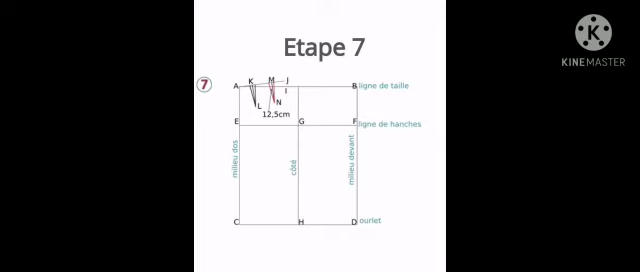 Etape 7
K
KINEMASTER
7
A K M J I B ligne de taille
L N
12,5cm
E G F ligne de hanches
milieu dos
côté
milieu devant
C H D ourlet